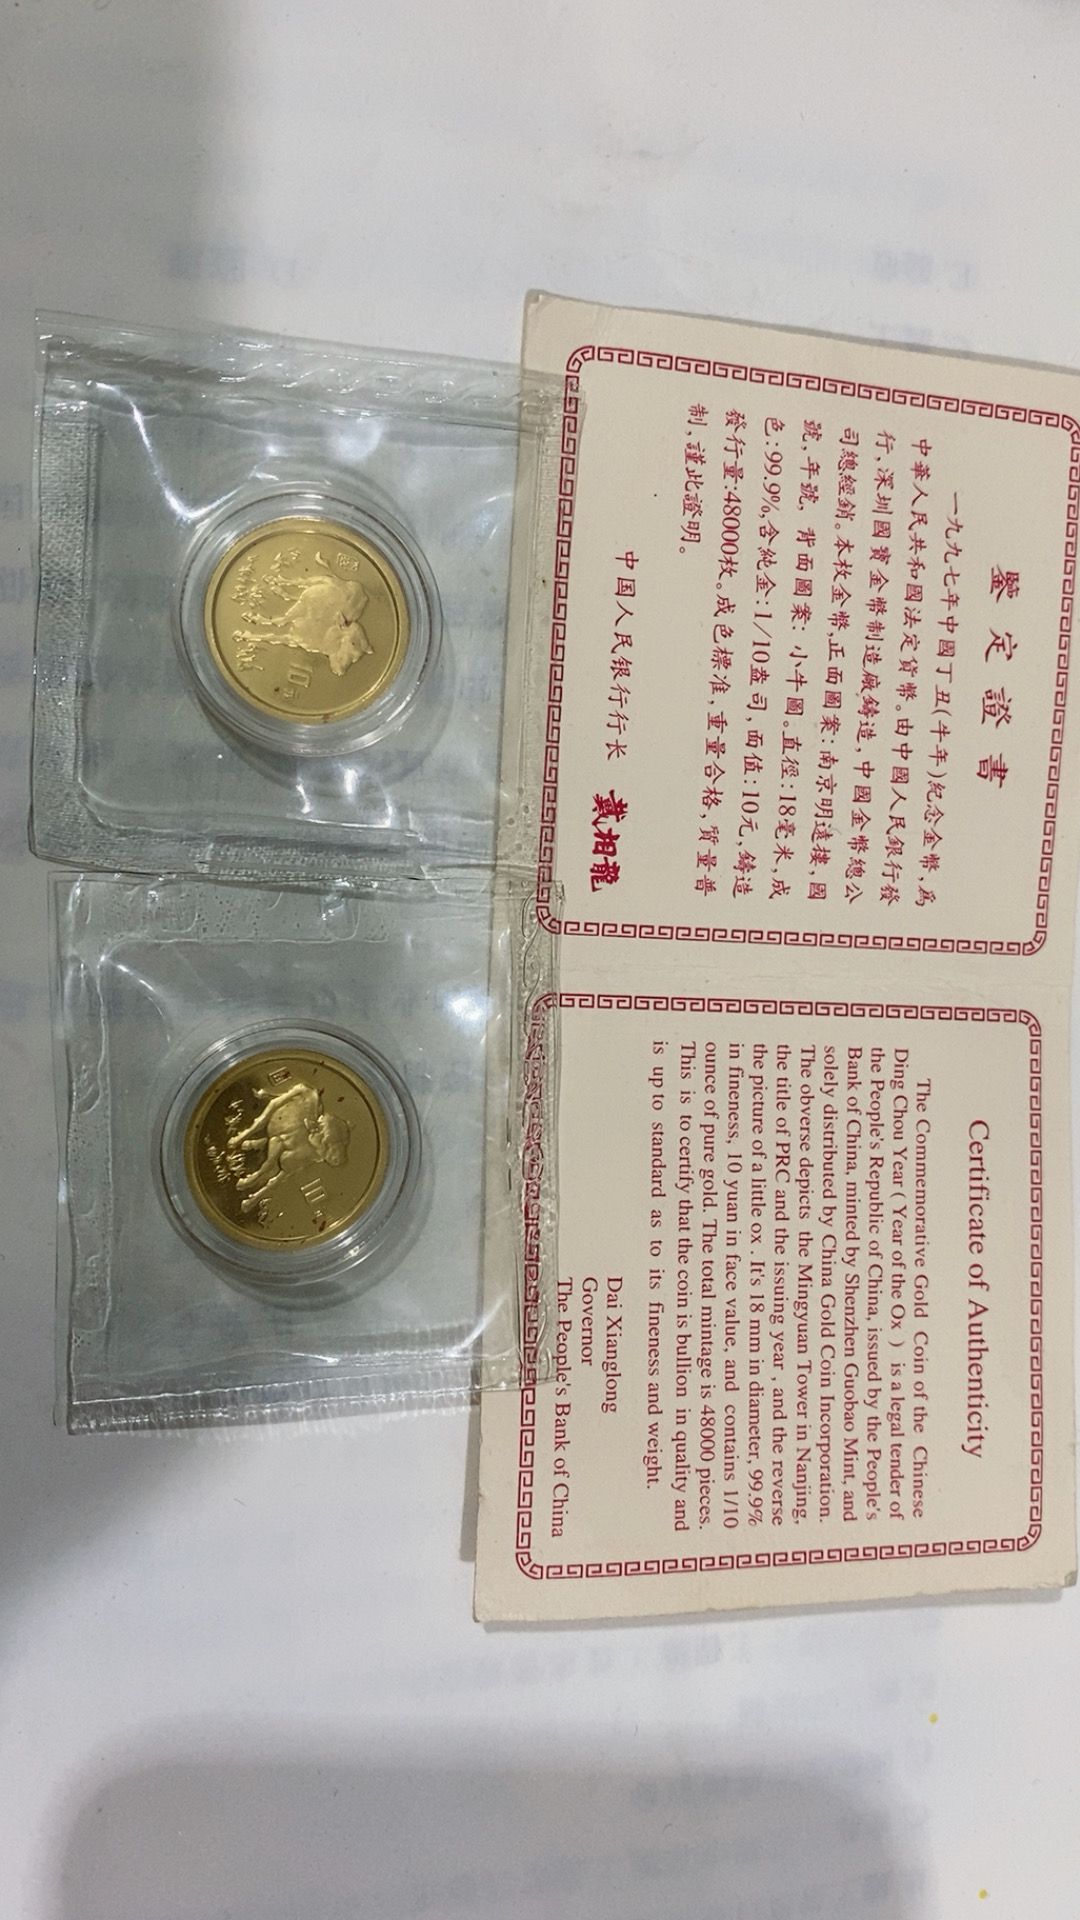 鑒定證書
一九九七年中國丁丑(牛年)紀念金幣,爲
中華人民共和國法定貨幣。由中國人民銀行發
行,深圳國寶金幣制造廠鑄造,中國金幣總公
司總經銷。本枚金幣,正面圖案:南京明遠樓,國
號,年號,背面圖案:小牛圖。直徑:18毫米,成
色:99.9%,含純金:1/10盎司,面值:10元,鑄造
發行量:48000枚。成色標准,重量合格,質量普
制,謹此證明。
中国人民银行行长 戴相龍
Certificate of Authenticity
The Commemorative Gold Coin of the Chinese
Ding Chou Year ( Year of the Ox ) is a legal tender of
the People's Republic of China, issued by the People's
Bank of China, minted by Shenzhen Guobao Mint, and
solely distributed by China Gold Coin Incorporation.
The obverse depicts the Mingyuan Tower in Nanjing,
the title of PRC and the issuing year , and the reverse
the picture of a little ox . It's 18 mm in diameter, 99.9%
in fineness, 10 yuan in face value, and contains 1/10
ounce of pure gold. The total mintage is 48000 pieces.
This is to certify that the coin is bullion in quality and
is up to standard as to its fineness and weight.
Dai Xianglong
Governor
The People's Bank of China
10元
10元